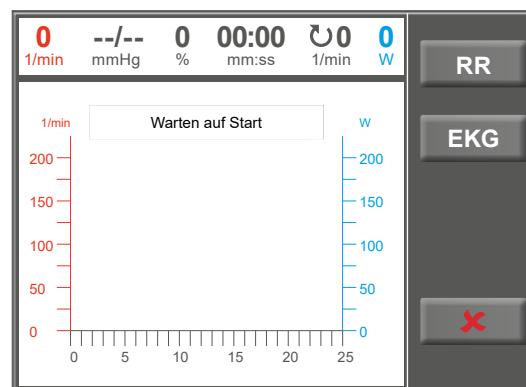 0 --/-- 0 00:00 0 0
1/min mmHg % mm:ss 1/min W
RR
EKG
1/min Warten auf Start W
200 200
150 150
100 100
50 50
0 0
0 5 10 15 20 25